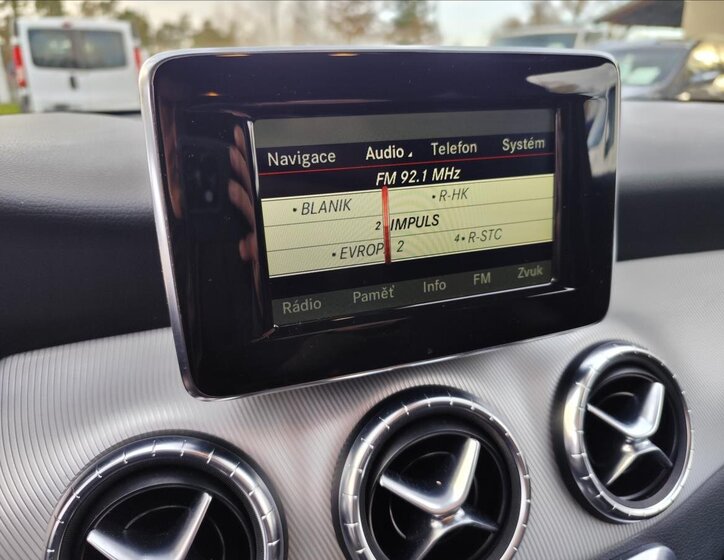 Navigace Audio Telefon Systém
FM 92.1 MHz
• BLANIK • R-HK
2 IMPULS
• EVROP 2 4• R-STC
Rádio Paměť Info FM Zvuk